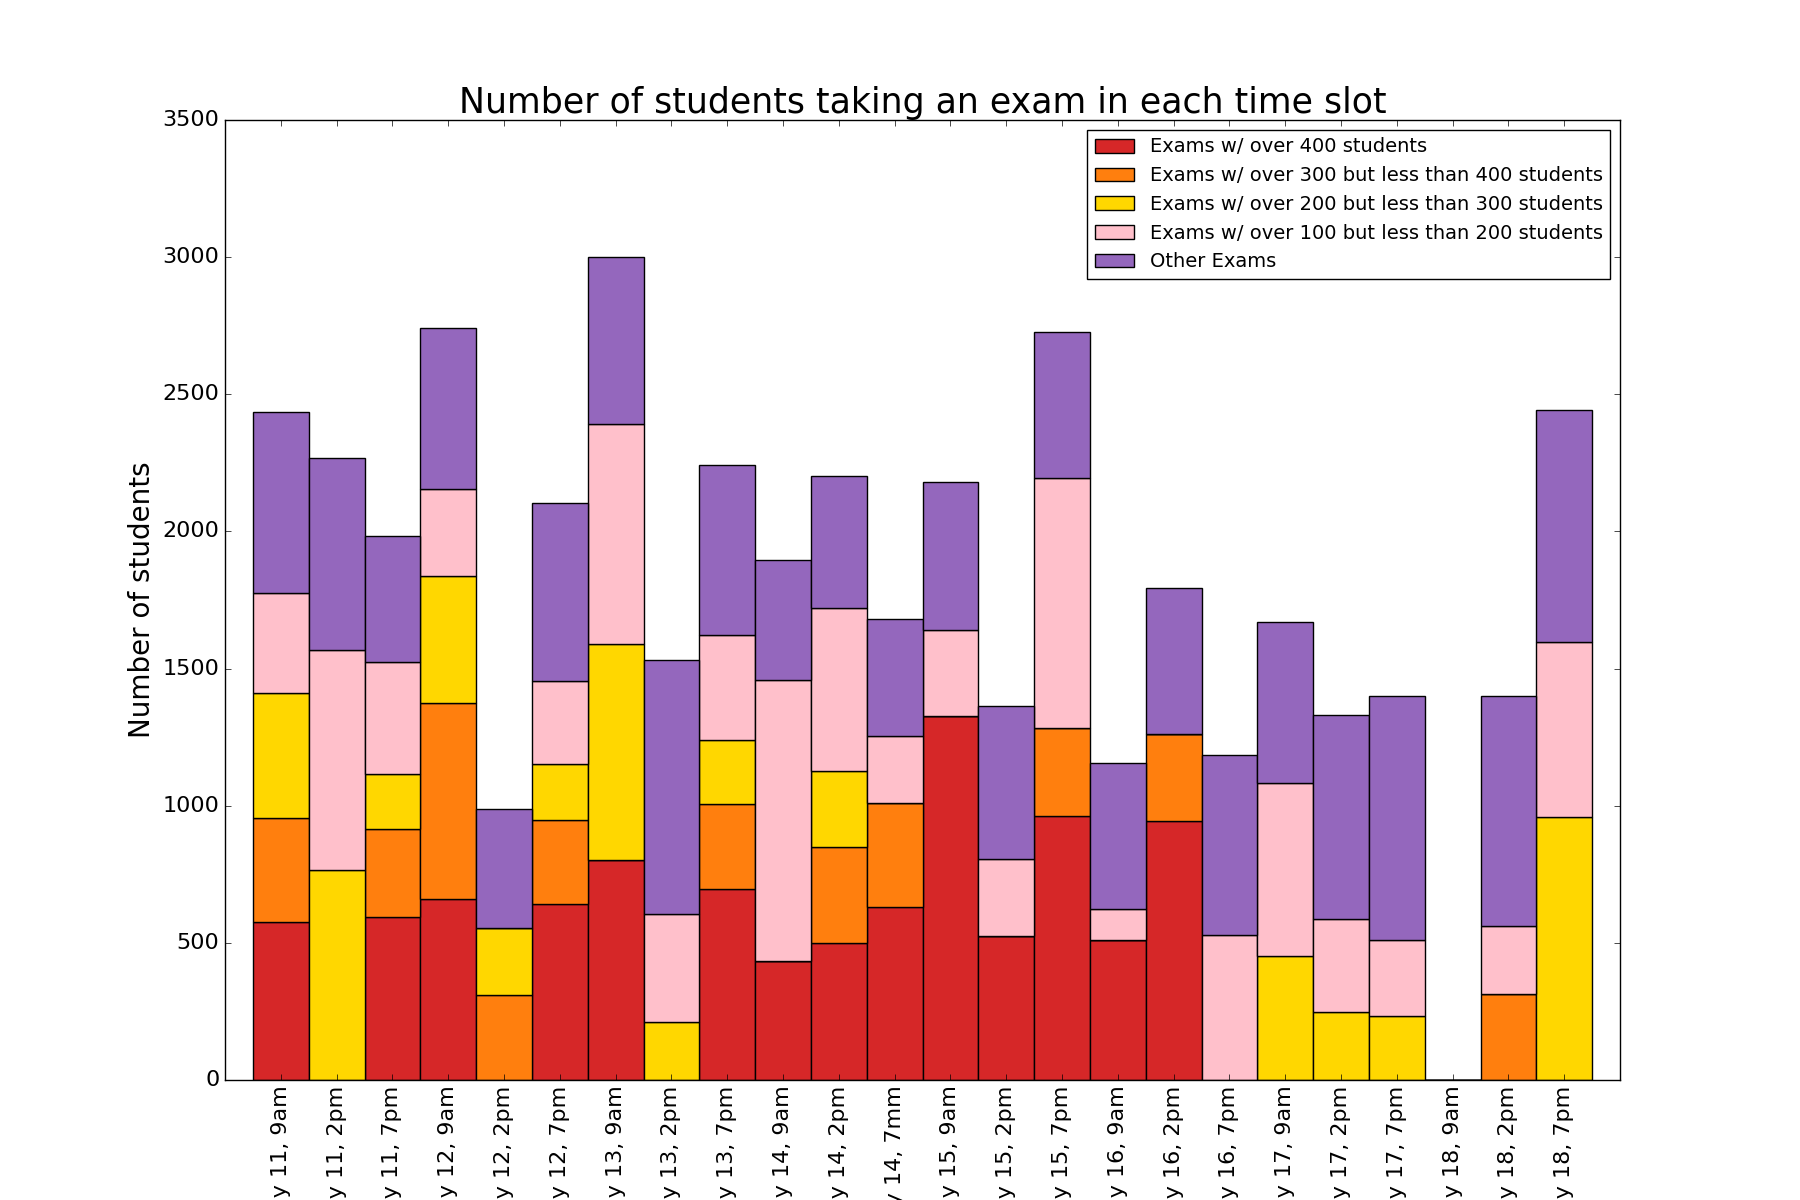 Number of students taking an exam in each time slot
3500
3000
2500
2000
1500
1000
500
0
Number of students
Exams w/ over 400 students
Exams w/ over 300 but less than 400 students
Exams w/ over 200 but less than 300 students
Exams w/ over 100 but less than 200 students
Other Exams
y 11, 9am
y 11, 2pm
y 11, 7pm
y 12, 9am
y 12, 2pm
y 12, 7pm
y 13, 9am
y 13, 2pm
y 13, 7pm
y 14, 9am
y 14, 2pm
y 14, 7mm
y 15, 9am
y 15, 2pm
y 15, 7pm
y 16, 9am
y 16, 2pm
y 16, 7pm
y 17, 9am
y 17, 2pm
y 17, 7pm
y 18, 9am
y 18, 2pm
y 18, 7pm